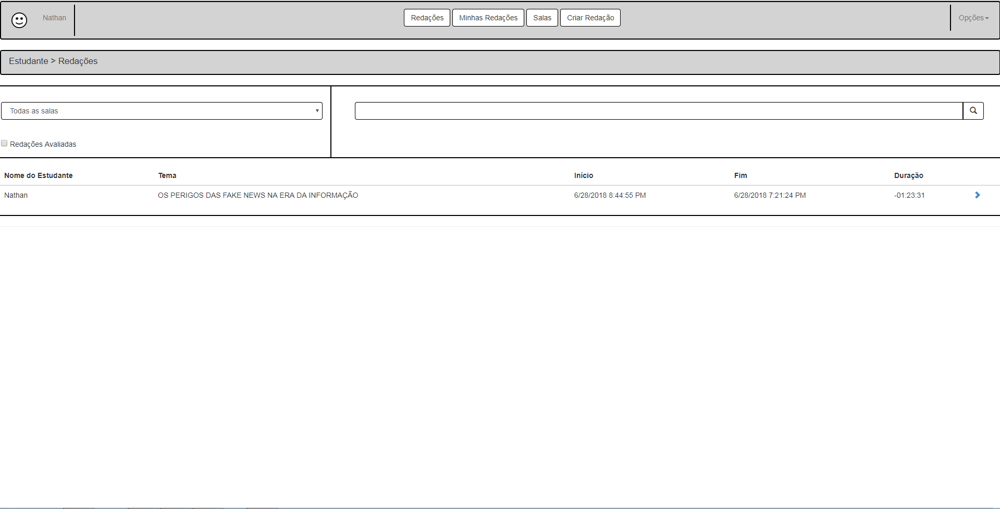 Nathan Redações Minhas Redações Salas Criar Redação Opções
Estudante > Redações
Todas as salas
Redações Avaliadas
Nome do Estudante Tema Início Fim Duração
Nathan OS PERIGOS DAS FAKE NEWS NA ERA DA INFORMAÇÃO 6/28/2018 8:44:55 PM 6/28/2018 7:21:24 PM -01:23:31